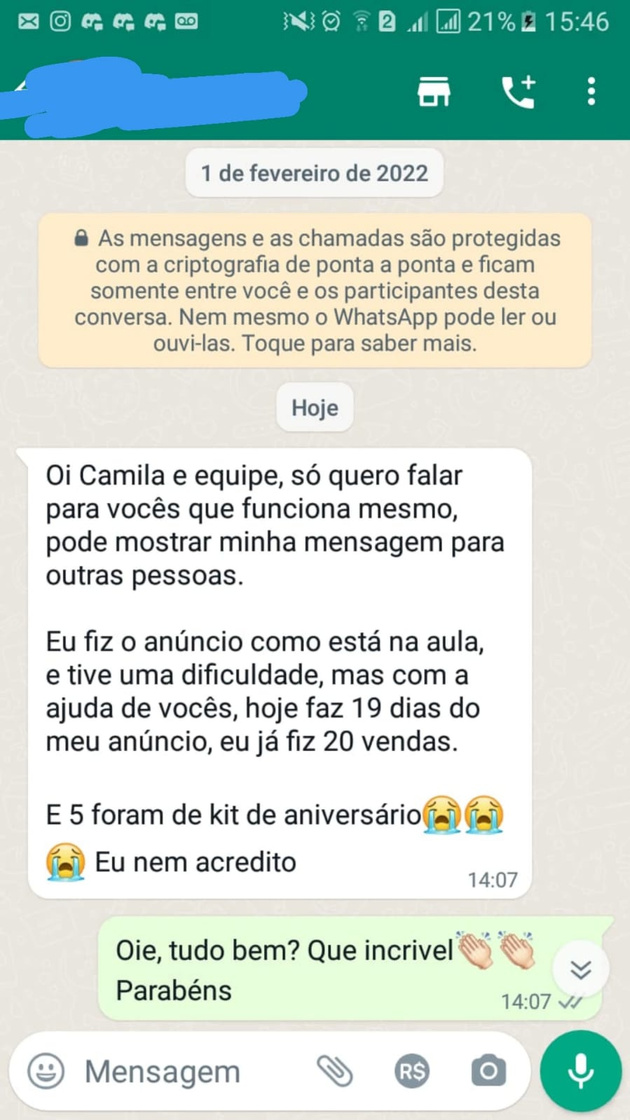 2 21% 15:46
1 de fevereiro de 2022
As mensagens e as chamadas são protegidas
com a criptografia de ponta a ponta e ficam
somente entre você e os participantes desta
conversa. Nem mesmo o WhatsApp pode ler ou
ouvi-las. Toque para saber mais.
Hoje
Oi Camila e equipe, só quero falar
para vocês que funciona mesmo,
pode mostrar minha mensagem para
outras pessoas.
Eu fiz o anúncio como está na aula,
e tive uma dificuldade, mas com a
ajuda de vocês, hoje faz 19 dias do
meu anúncio, eu já fiz 20 vendas.
E 5 foram de kit de aniversário😭😭
😭 Eu nem acredito
14:07
Oie, tudo bem? Que incrivel👏🏻👏🏻
Parabéns
14:07
Mensagem R$